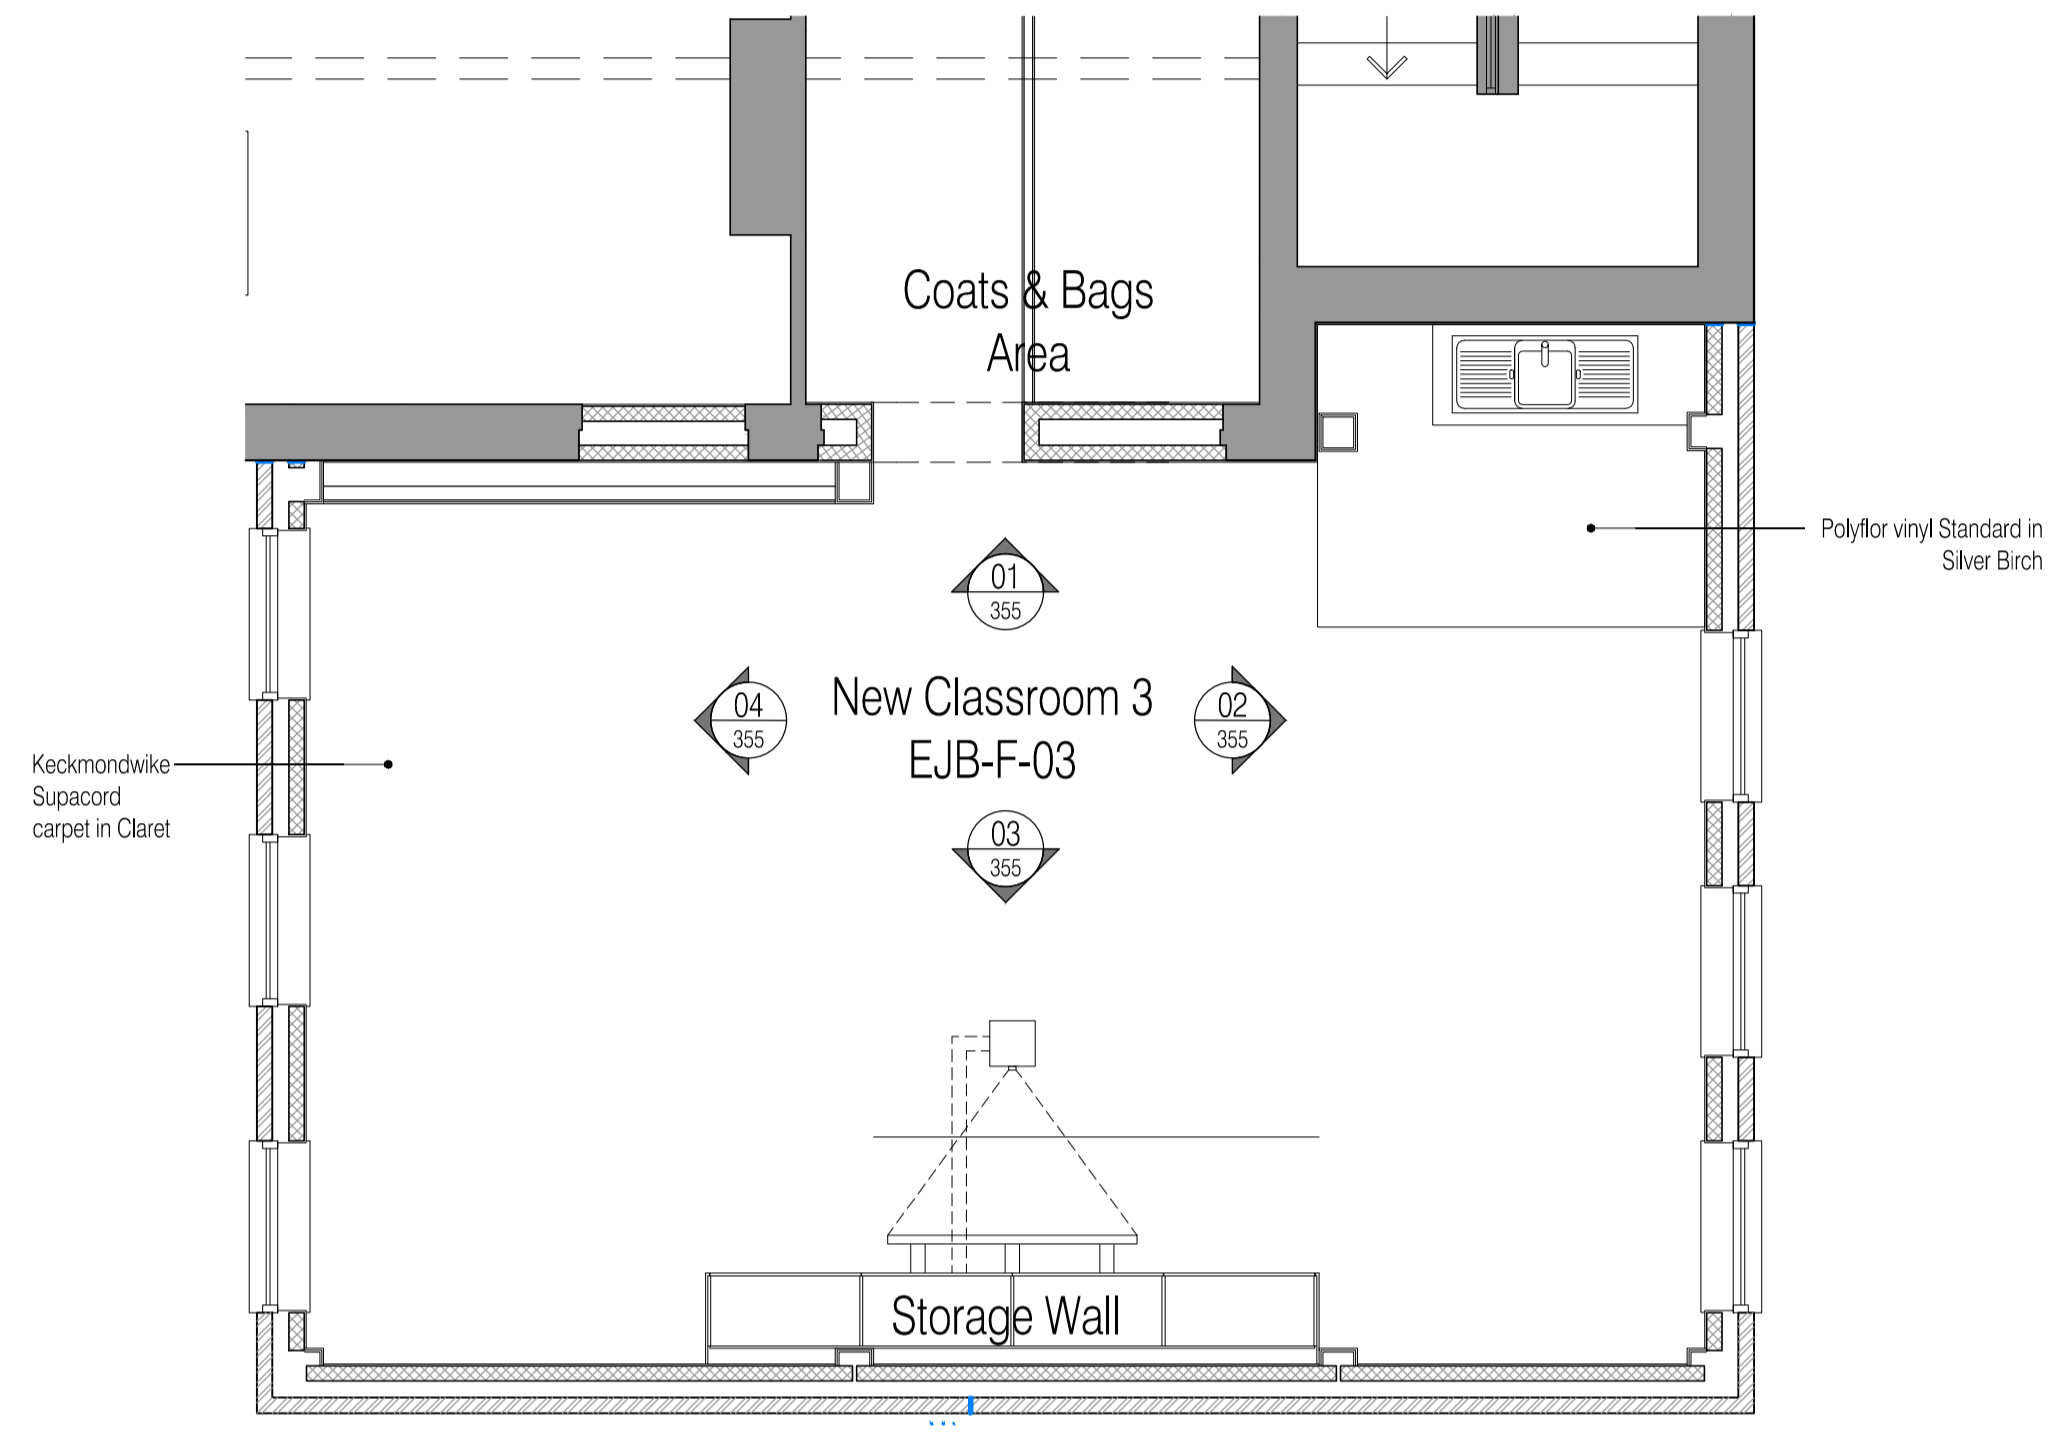 Coats & Bags
Area
Polyflor vinyl Standard in
Silver Birch
01
355
04
355
New Classroom 3
EJB-F-03
02
355
Keckmondwike
Supacord
carpet in Claret
03
355
Storage Wall